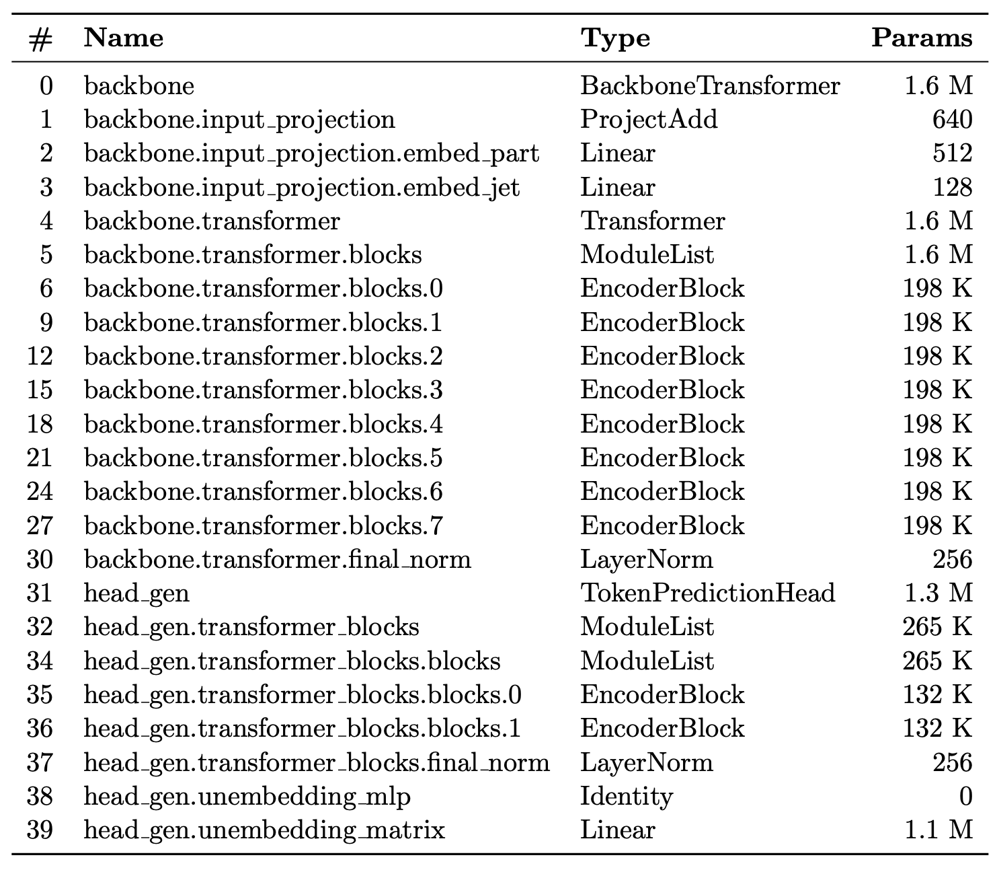 # Name Type Params
0 backbone BackboneTransformer 1.6 M
1 backbone.input_projection ProjectAdd 640
2 backbone.input_projection.embed_part Linear 512
3 backbone.input_projection.embed_jet Linear 128
4 backbone.transformer Transformer 1.6 M
5 backbone.transformer.blocks ModuleList 1.6 M
6 backbone.transformer.blocks.0 EncoderBlock 198 K
9 backbone.transformer.blocks.1 EncoderBlock 198 K
12 backbone.transformer.blocks.2 EncoderBlock 198 K
15 backbone.transformer.blocks.3 EncoderBlock 198 K
18 backbone.transformer.blocks.4 EncoderBlock 198 K
21 backbone.transformer.blocks.5 EncoderBlock 198 K
24 backbone.transformer.blocks.6 EncoderBlock 198 K
27 backbone.transformer.blocks.7 EncoderBlock 198 K
30 backbone.transformer.final_norm LayerNorm 256
31 head_gen TokenPredictionHead 1.3 M
32 head_gen.transformer_blocks ModuleList 265 K
34 head_gen.transformer_blocks.blocks ModuleList 265 K
35 head_gen.transformer_blocks.blocks.0 EncoderBlock 132 K
36 head_gen.transformer_blocks.blocks.1 EncoderBlock 132 K
37 head_gen.transformer_blocks.final_norm LayerNorm 256
38 head_gen.unembedding_mlp Identity 0
39 head_gen.unembedding_matrix Linear 1.1 M